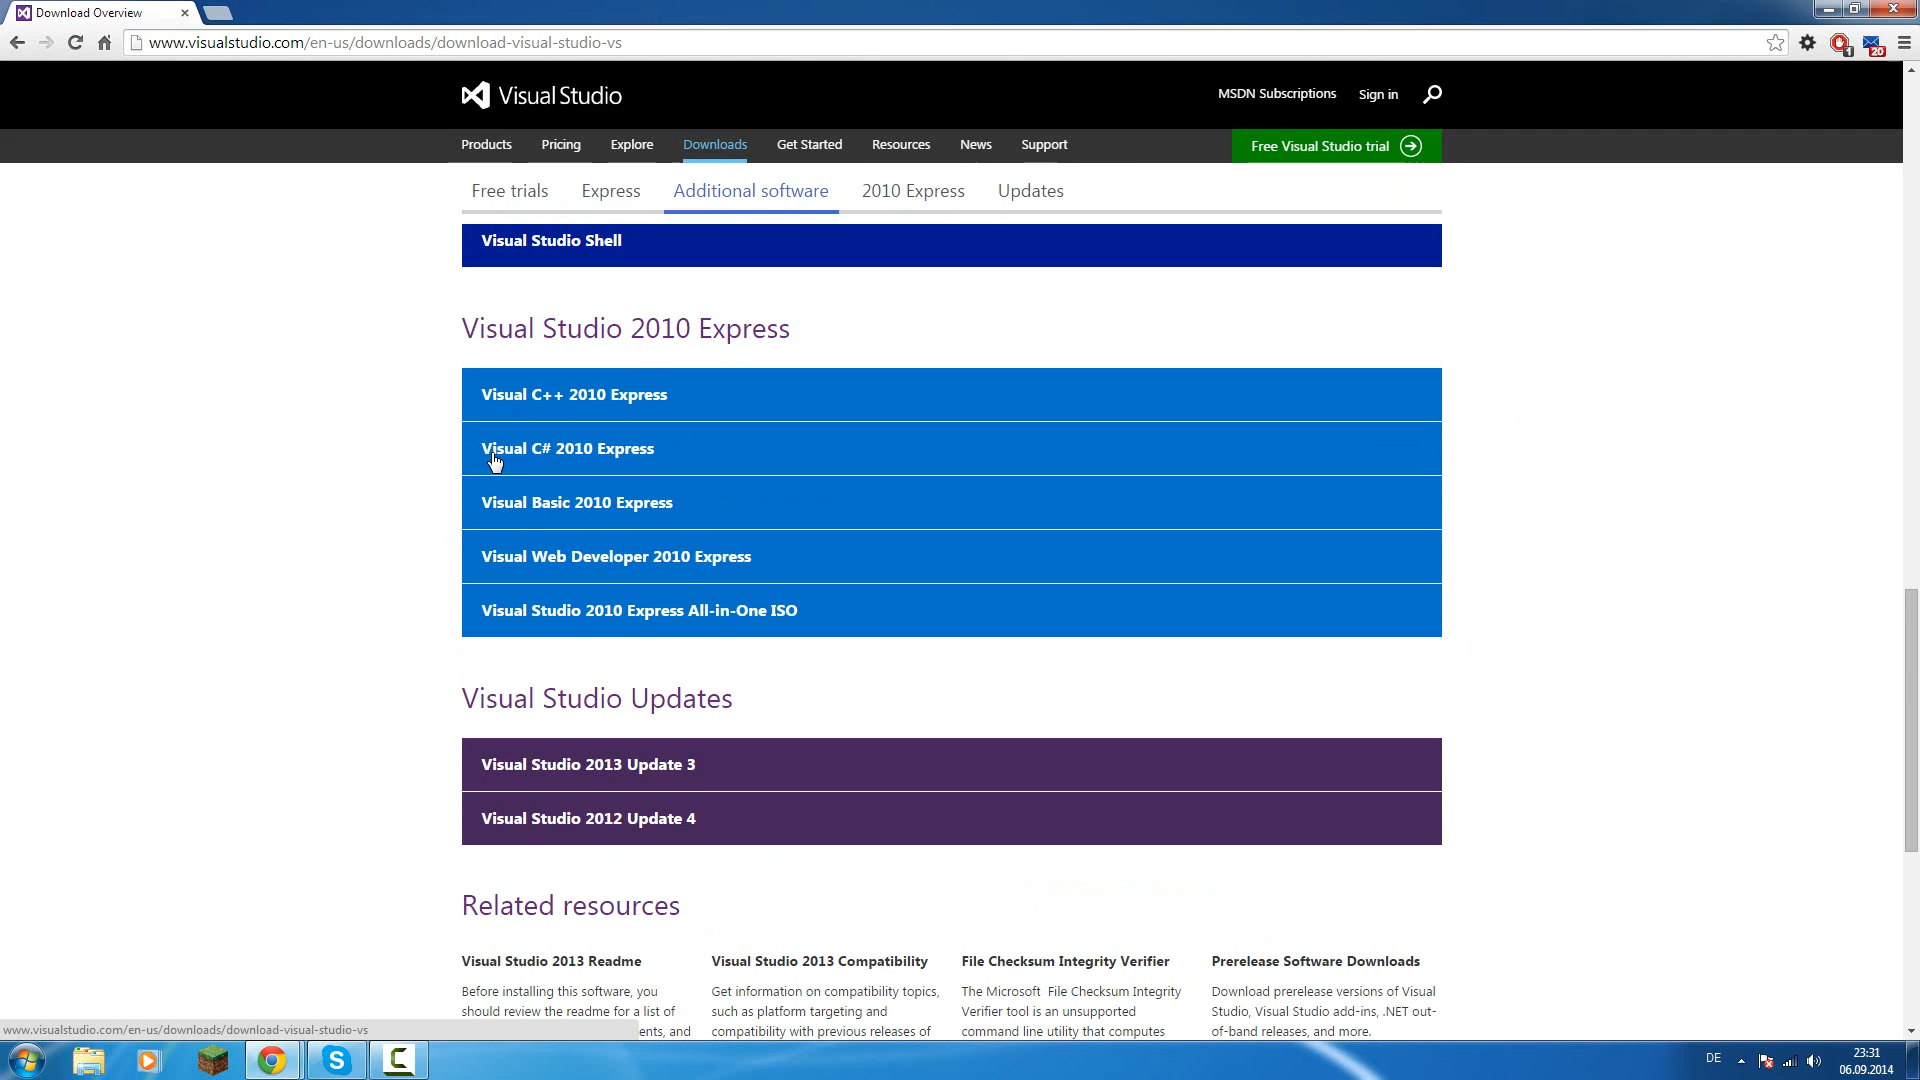 Download Overview
www.visualstudio.com/en-us/downloads/download-visual-studio-vs
1
20
Visual Studio
MSDN Subscriptions
Sign in
Products
Pricing
Explore
Downloads
Get Started
Resources
News
Support
Free Visual Studio trial
Free trials
Express
Additional software
2010 Express
Updates
Visual Studio Shell
Visual Studio 2010 Express
Visual C++ 2010 Express
Visual C# 2010 Express
Visual Basic 2010 Express
Visual Web Developer 2010 Express
Visual Studio 2010 Express All-in-One ISO
Visual Studio Updates
Visual Studio 2013 Update 3
Visual Studio 2012 Update 4
Related resources
Visual Studio 2013 Readme
Before installing this software, you
should review the readme for a list of
ents, and
Visual Studio 2013 Compatibility
Get information on compatibility topics,
such as platform targeting and
compatibility with previous releases of
File Checksum Integrity Verifier
The Microsoft File Checksum Integrity
Verifier tool is an unsupported
command line utility that computes
Prerelease Software Downloads
Download prerelease versions of Visual
Studio, Visual Studio add-ins, .NET out-
of-band releases, and more.
www.visualstudio.com/en-us/downloads/download-visual-studio-vs
DE
23:31
06.09.2014